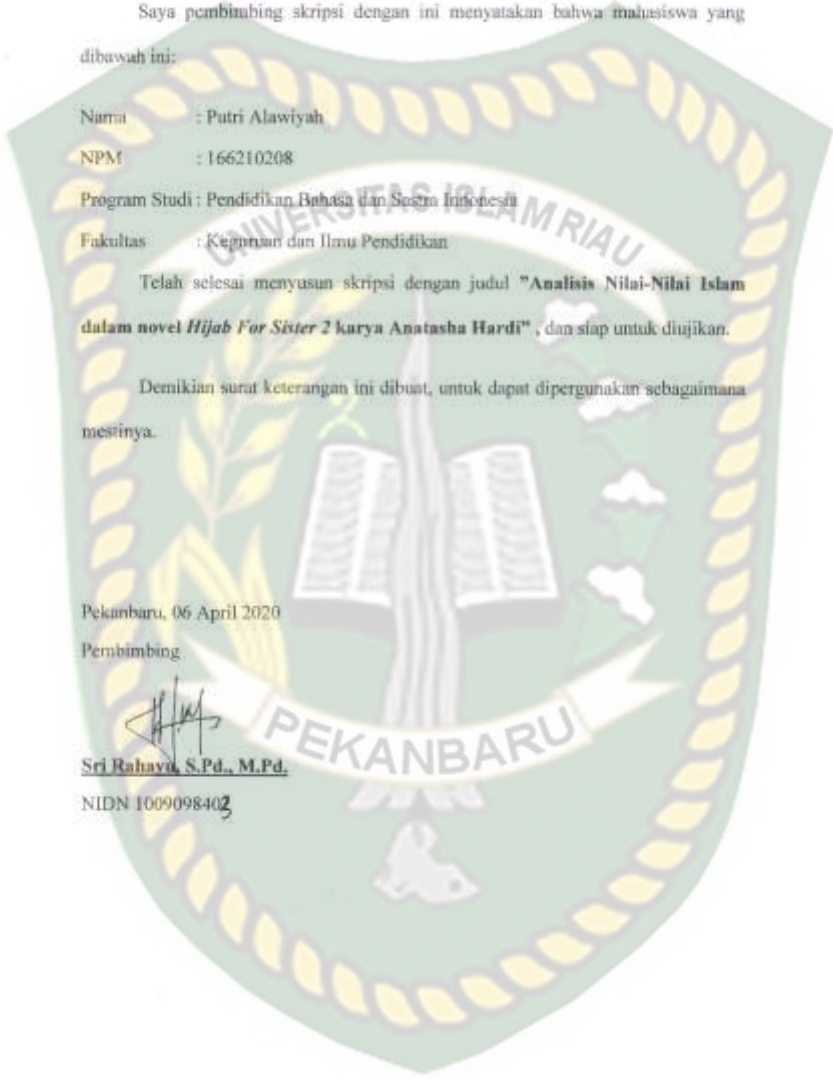 Saya pembimbing skripsi dengan ini menyatakan bahwa mahasiswa yang
dibawah ini:
Nama : Putri Alawiyah
NPM : 166210208
Program Studi : Pendidikan Bahasa dan Sastra Indonesia
UNIVERSITAS ISLAM RIAU
Fakultas : Keguruan dan Ilmu Pendidikan
Telah selesai menyusun skripsi dengan judul "Analisis Nilai-Nilai Islam
dalam novel Hijab For Sister 2 karya Anatasha Hardi" , dan siap untuk diujikan.
Demikian surat keterangan ini dibuat, untuk dapat dipergunakan sebagaimana
mestinya.
Pekanbaru, 06 April 2020
Pembimbing
PEKANBARU
Sri Rahayu, S.Pd., M.Pd.
NIDN 1009098403